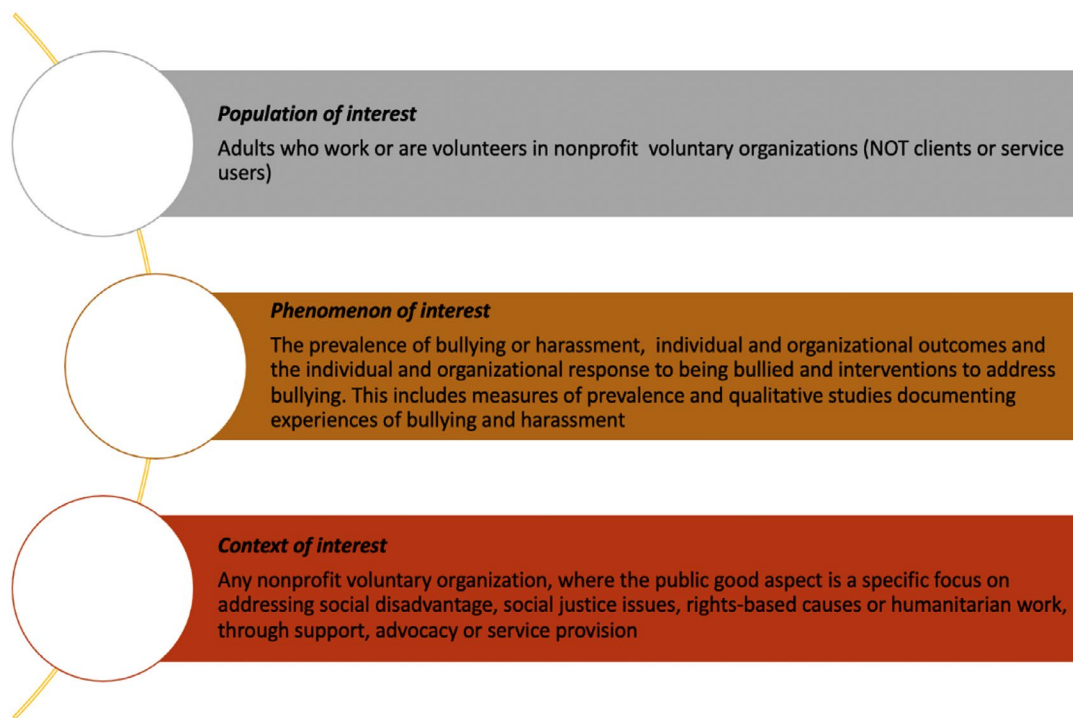 Population of interest
Adults who work or are volunteers in nonprofit voluntary organizations (NOT clients or service
users)
Phenomenon of interest
The prevalence of bullying or harassment, individual and organizational outcomes and
the individual and organizational response to being bullied and interventions to address
bullying. This includes measures of prevalence and qualitative studies documenting
experiences of bullying and harassment
Context of interest
Any nonprofit voluntary organization, where the public good aspect is a specific focus on
addressing social disadvantage, social justice issues, rights-based causes or humanitarian work,
through support, advocacy or service provision